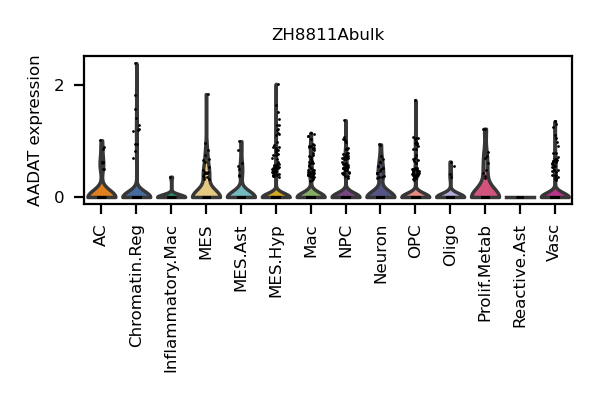 ZH8811Abulk
AADAT expression
2
0
AC
Chromatin.Reg
Inflammatory.Mac
MES
MES.Ast
MES.Hyp
Mac
NPC
Neuron
OPC
Oligo
Prolif.Metab
Reactive.Ast
Vasc